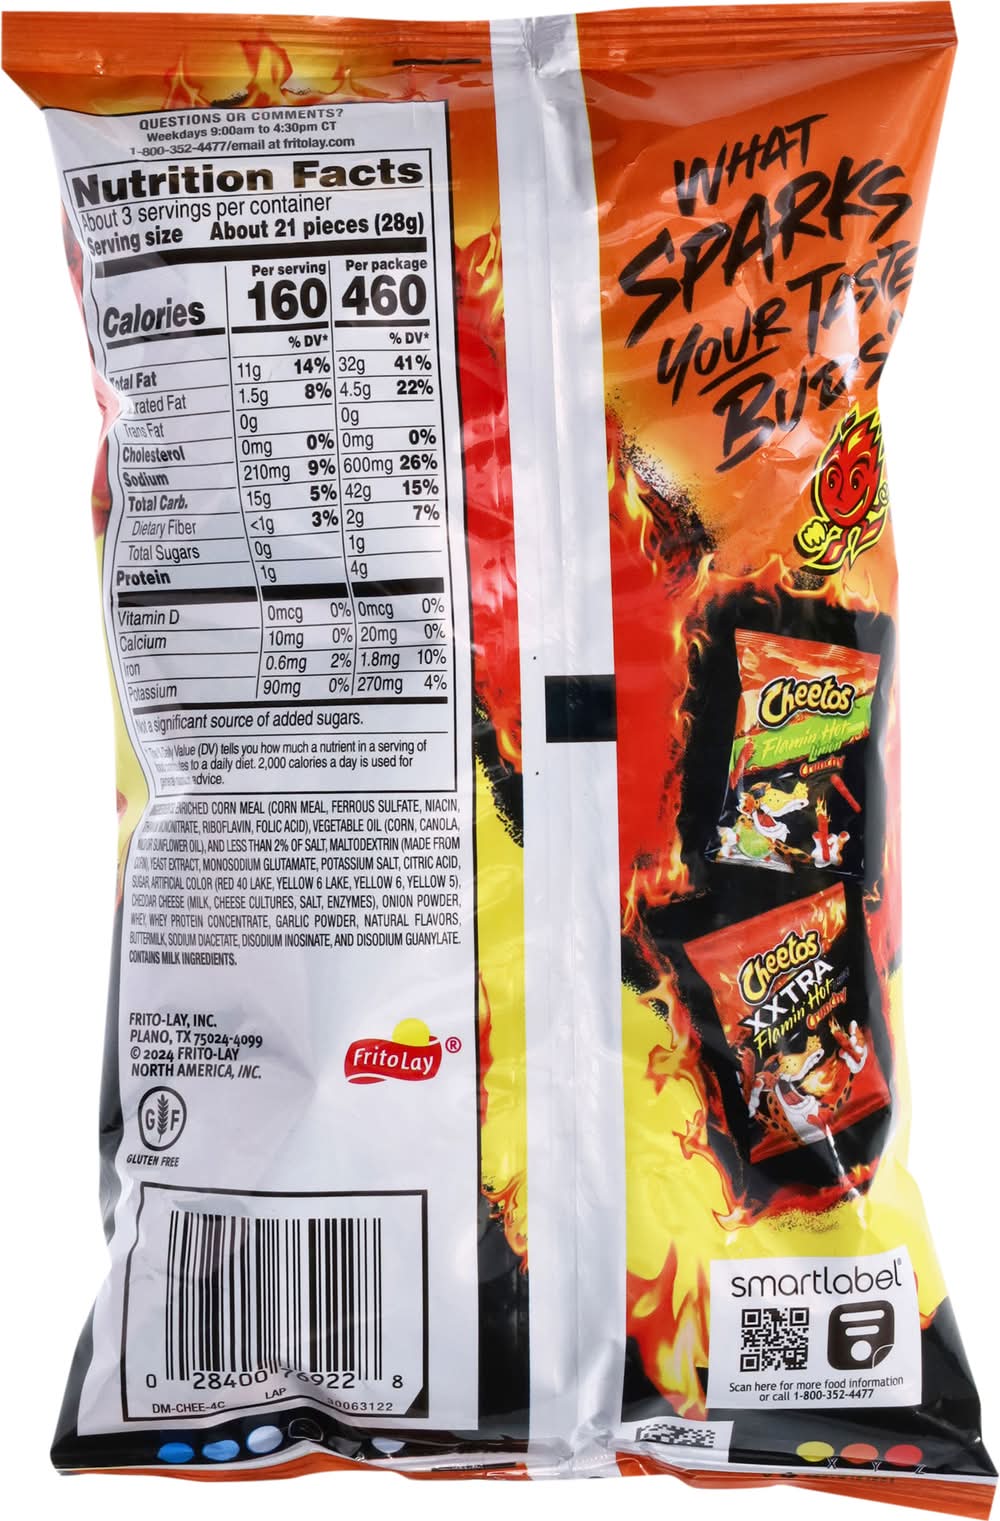 QUESTIONS OR COMMENTS?
Weekdays 9:00am to 4:30pm CT
1-800-352-4477/email at fritolay.com
Nutrition Facts
About 3 servings per container
Serving size About 21 pieces (28g)
Per serving Per package
Calories 160 460
% DV* % DV*
Total Fat 11g 14% 32g 41%
rated Fat 1.5g 8% 4.5g 22%
Trans Fat 0g 0g
Cholesterol 0mg 0% 0mg 0%
Sodium 210mg 9% 600mg 26%
Total Carb. 15g 5% 42g 15%
Dietary Fiber <1g 3% 2g 7%
Total Sugars 0g 1g
Protein 1g 4g
Vitamin D 0mcg 0% 0mcg 0%
Calcium 10mg 0% 20mg 0%
Iron 0.6mg 2% 1.8mg 10%
Potassium 90mg 0% 270mg 4%
Not a significant source of added sugars.
Value (DV) tells you how much a nutrient in a serving of
to a daily diet. 2,000 calories a day is used for
advice.
ENRICHED CORN MEAL (CORN MEAL, FERROUS SULFATE, NIACIN,
RIBOFLAVIN, FOLIC ACID), VEGETABLE OIL (CORN, CANOLA,
SUNFLOWER OIL), AND LESS THAN 2% OF SALT, MALTODEXTRIN (MADE FROM
CORN), YEAST EXTRACT, MONOSODIUM GLUTAMATE, POTASSIUM SALT, CITRIC ACID,
SUGAR, ARTIFICIAL COLOR (RED 40 LAKE, YELLOW 6 LAKE, YELLOW 6, YELLOW 5),
CHEDDAR CHEESE (MILK, CHEESE CULTURES, SALT, ENZYMES), ONION POWDER,
WHEY, WHEY PROTEIN CONCENTRATE, GARLIC POWDER, NATURAL FLAVORS,
BUTTERMILK, SODIUM DIACETATE, DISODIUM INOSINATE, AND DISODIUM GUANYLATE.
CONTAINS MILK INGREDIENTS.
FRITO-LAY, INC.
PLANO, TX 75024-4099
© 2024 FRITO-LAY
NORTH AMERICA, INC.
FritoLay®
G F
GLUTEN FREE
0 28400 76922 8
LAP
DM-CHEE-4C 30063122
WHAT
SPARKS
YOUR TASTE
BUDS
Cheetos
Flamin' Hot
limón
Crunchy
Cheetos
XXTRA
Flamin' Hot
Crunchy
smartlabel®
Scan here for more food information
or call 1-800-352-4477
X Y Z